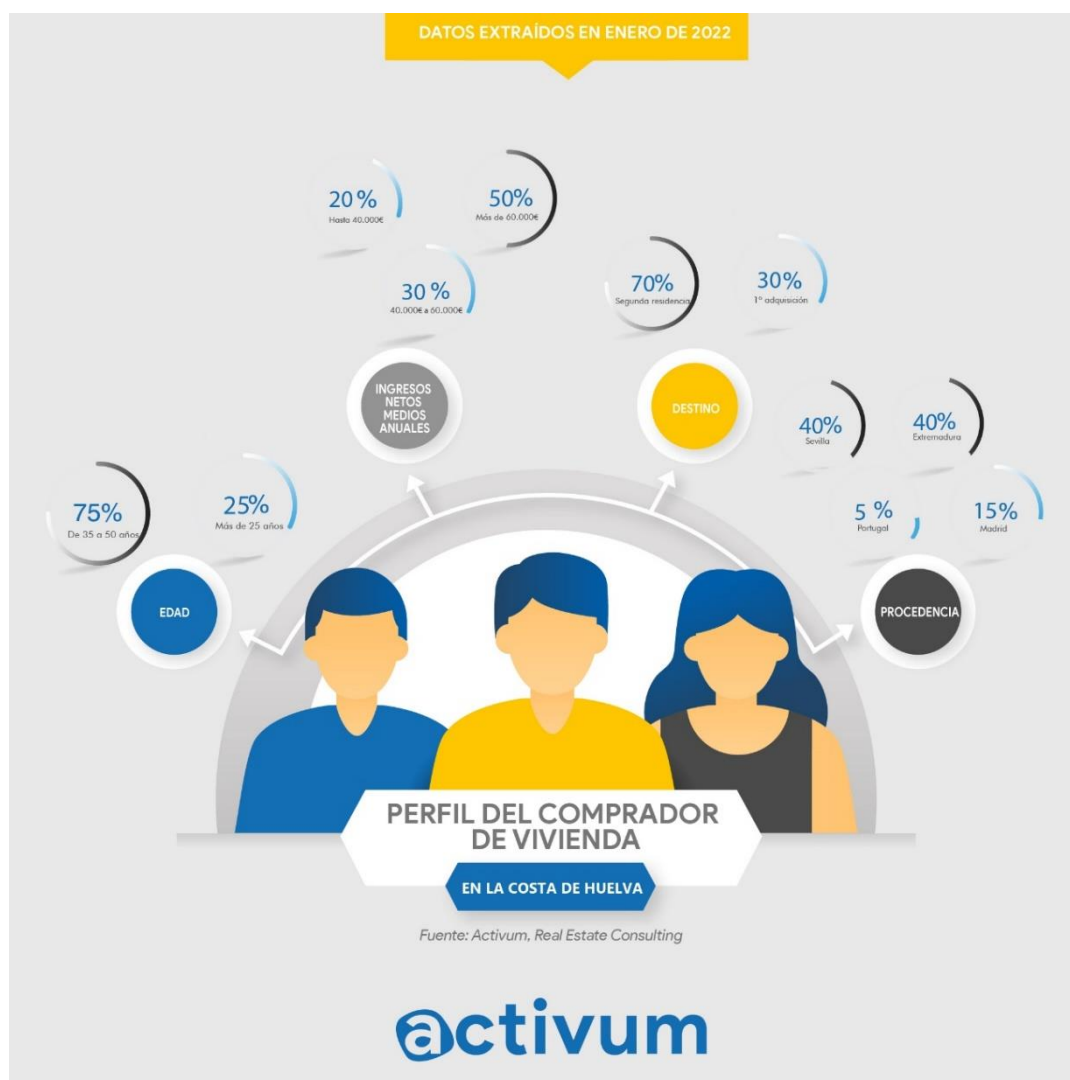 DATOS EXTRAÍDOS EN ENERO DE 2022
20 %
Hasta 40.000€
50%
Más de 60.000€
30 %
40.000€ a 60.000€
70%
Segunda residencia
30%
1º adquisición
INGRESOS
NETOS
MEDIOS
ANUALES
DESTINO
40%
Sevilla
40%
Extremadura
75%
De 35 a 50 años
25%
Más de 25 años
5 %
Portugal
15%
Madrid
EDAD
PROCEDENCIA
PERFIL DEL COMPRADOR
DE VIVIENDA
EN LA COSTA DE HUELVA
Fuente: Activum, Real Estate Consulting
activum